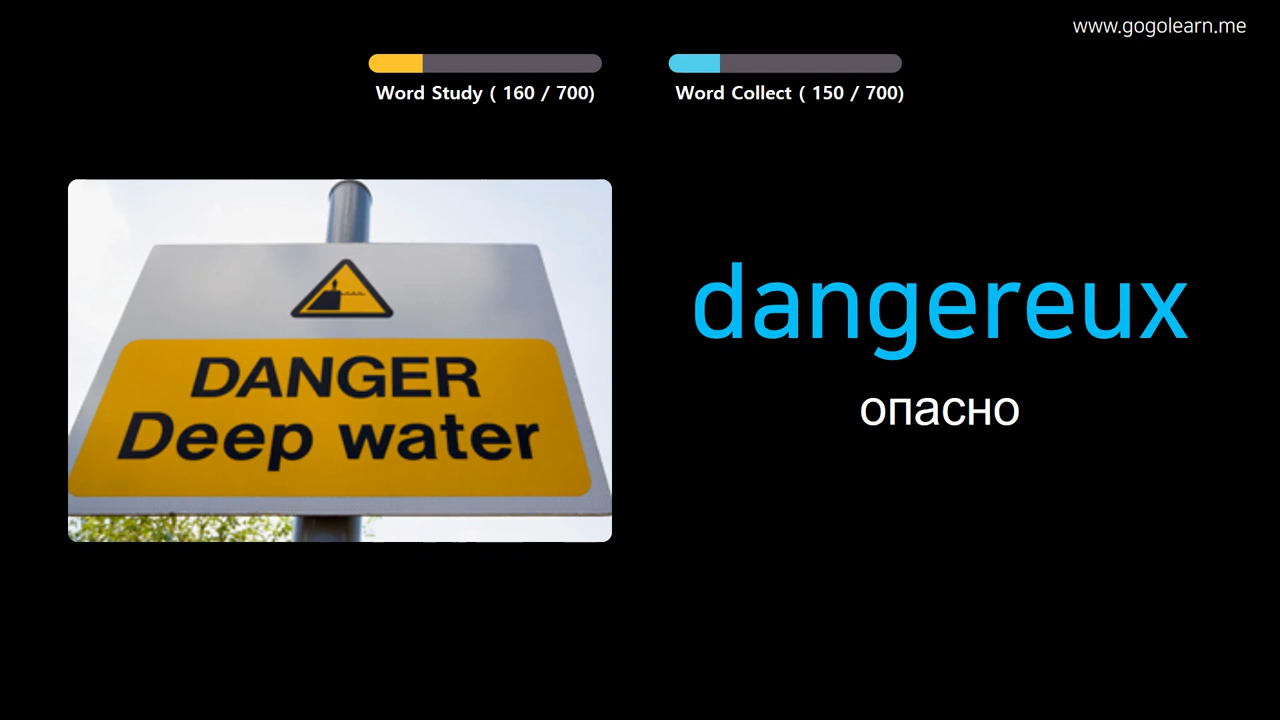 www.gogolearn.me
Word Study ( 160 / 700)
Word Collect ( 150 / 700)
DANGER
Deep water
dangereux
опасно